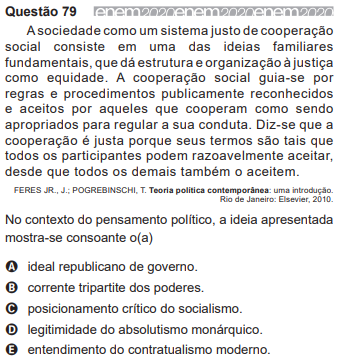 Questão 79 enem2020enem2020enem2020
A sociedade como um sistema justo de cooperação
social consiste em uma das ideias familiares
fundamentais, que dá estrutura e organização à justiça
como equidade. A cooperação social guia-se por
regras e procedimentos publicamente reconhecidos
e aceitos por aqueles que cooperam como sendo
apropriados para regular a sua conduta. Diz-se que a
cooperação é justa porque seus termos são tais que
todos os participantes podem razoavelmente aceitar,
desde que todos os demais também o aceitem.
FERES JR., J.; POGREBINSCHI, T. Teoria política contemporânea: uma introdução.
Rio de Janeiro: Elsevier, 2010.
No contexto do pensamento político, a ideia apresentada
mostra-se consoante o(a)
A ideal republicano de governo.
B corrente tripartite dos poderes.
C posicionamento crítico do socialismo.
D legitimidade do absolutismo monárquico.
E entendimento do contratualismo moderno.